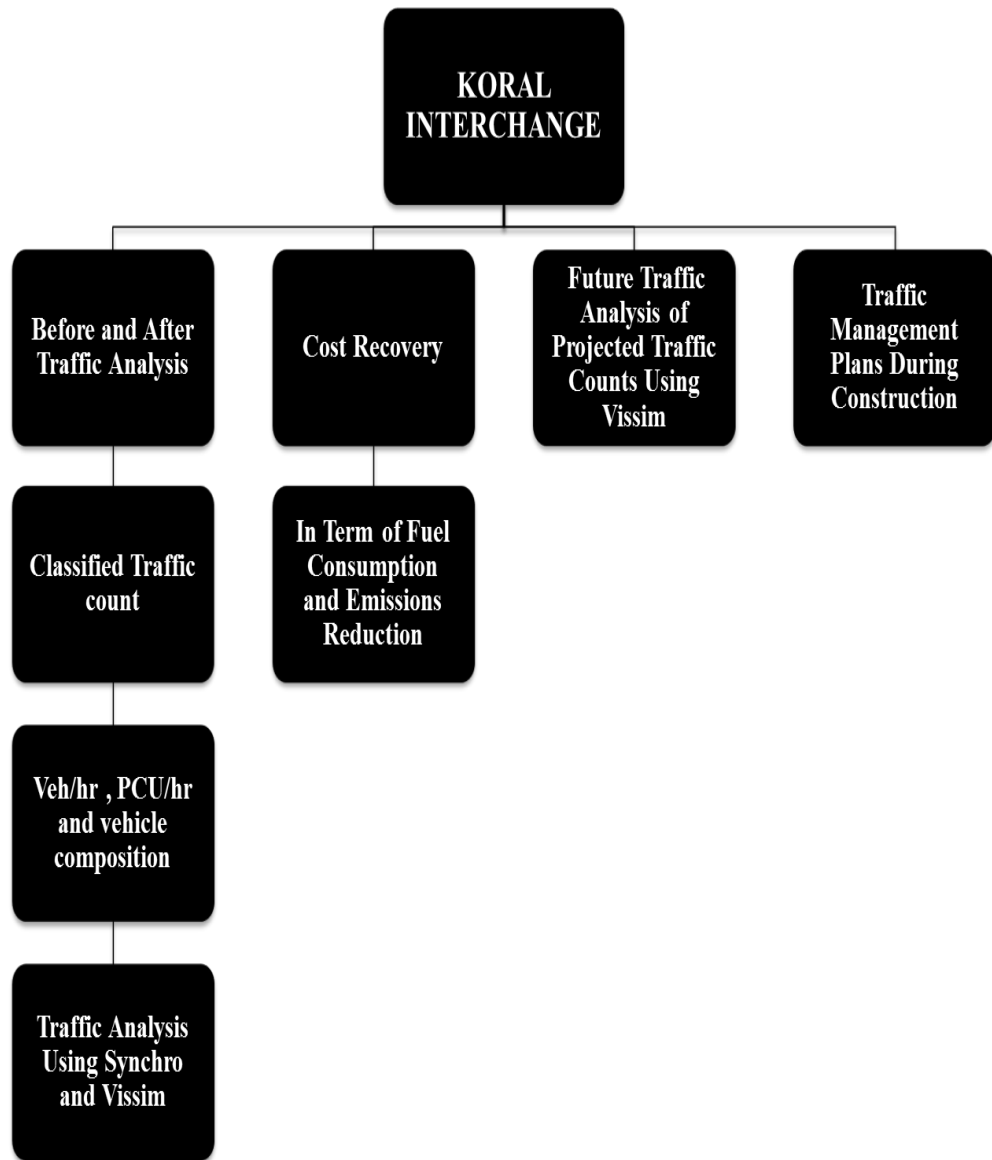 KORAL
INTERCHANGE
Before and After
Traffic Analysis
Cost Recovery
Future Traffic
Analysis of
Projected Traffic
Counts Using
Vissim
Traffic
Management
Plans During
Construction
Classified Traffic
count
In Term of Fuel
Consumption
and Emissions
Reduction
Veh/hr , PCU/hr
and vehicle
composition
Traffic Analysis
Using Synchro
and Vissim